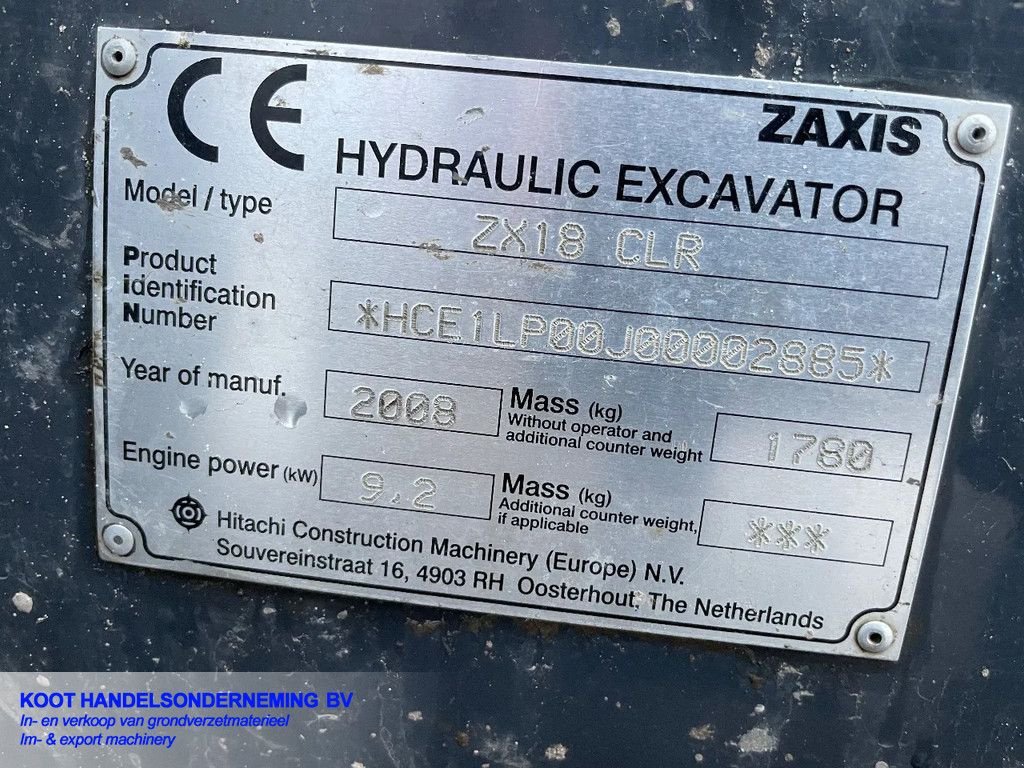 CE
ZAXIS
HYDRAULIC EXCAVATOR
Model / type ZX18 CLR
Product
Identification
Number
*HCE1LP00J00002885*
Year of manuf. 2008
Mass (kg)
Without operator and
additional counter weight
1780
Engine power (kW) 9,2
Mass (kg)
Additional counter weight,
if applicable
***
Hitachi Construction Machinery (Europe) N.V.
Souvereinstraat 16, 4903 RH Oosterhout, The Netherlands
KOOT HANDELSONDERNEMING BV
In- en verkoop van grondverzetmaterieel
Im- & export machinery